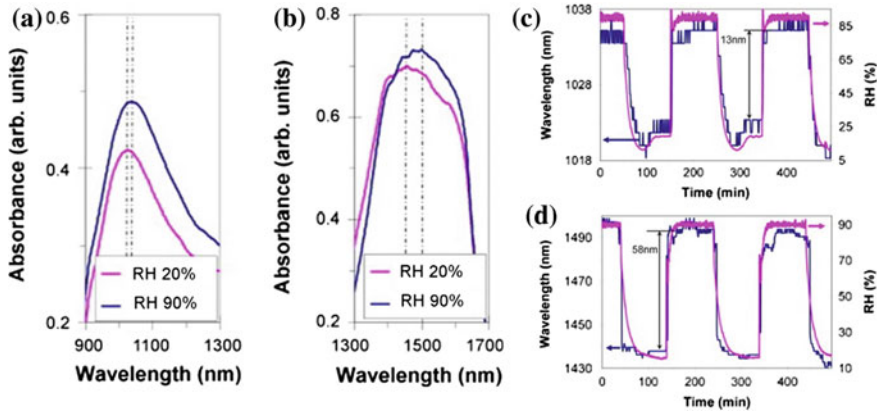 (a)
Absorbance (arb. units)
0.6
0.4
0.2
RH 20%
RH 90%
900 1100 1300
Wavelength (nm)
(b)
Absorbance (arb. units)
0.8
0.7
0.4
0.2
RH 20%
RH 90%
1300 1500 1700
Wavelength (nm)
(c)
Wavelength (nm)
1038
1033
1028
1023
1018
13nm
85
65
45
25
5
RH (%)
0 100 200 300 400
Time (min)
(d)
Wavelength (nm)
1490
1470
1450
1430
58nm
90
70
50
30
10
RH (%)
0 100 200 300 400
Time (min)